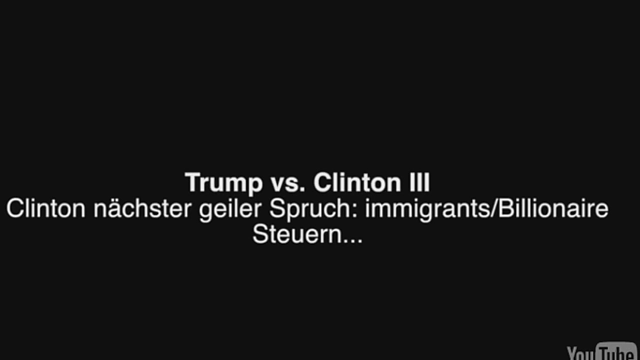 Trump vs. Clinton III
Clinton nächster geiler Spruch: immigrants/Billionaire
Steuern...
YouTube